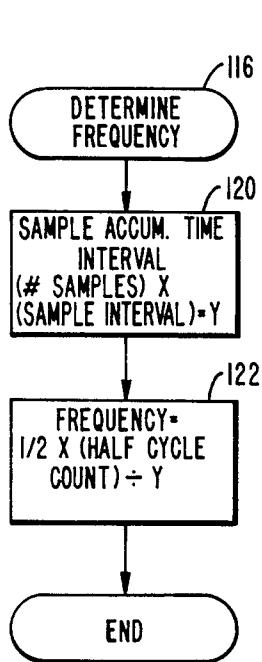 116
DETERMINE
FREQUENCY
120
SAMPLE ACCUM. TIME
INTERVAL
(# SAMPLES) X
(SAMPLE INTERVAL)=Y
122
FREQUENCY=
1/2 X (HALF CYCLE
COUNT) ÷ Y
END